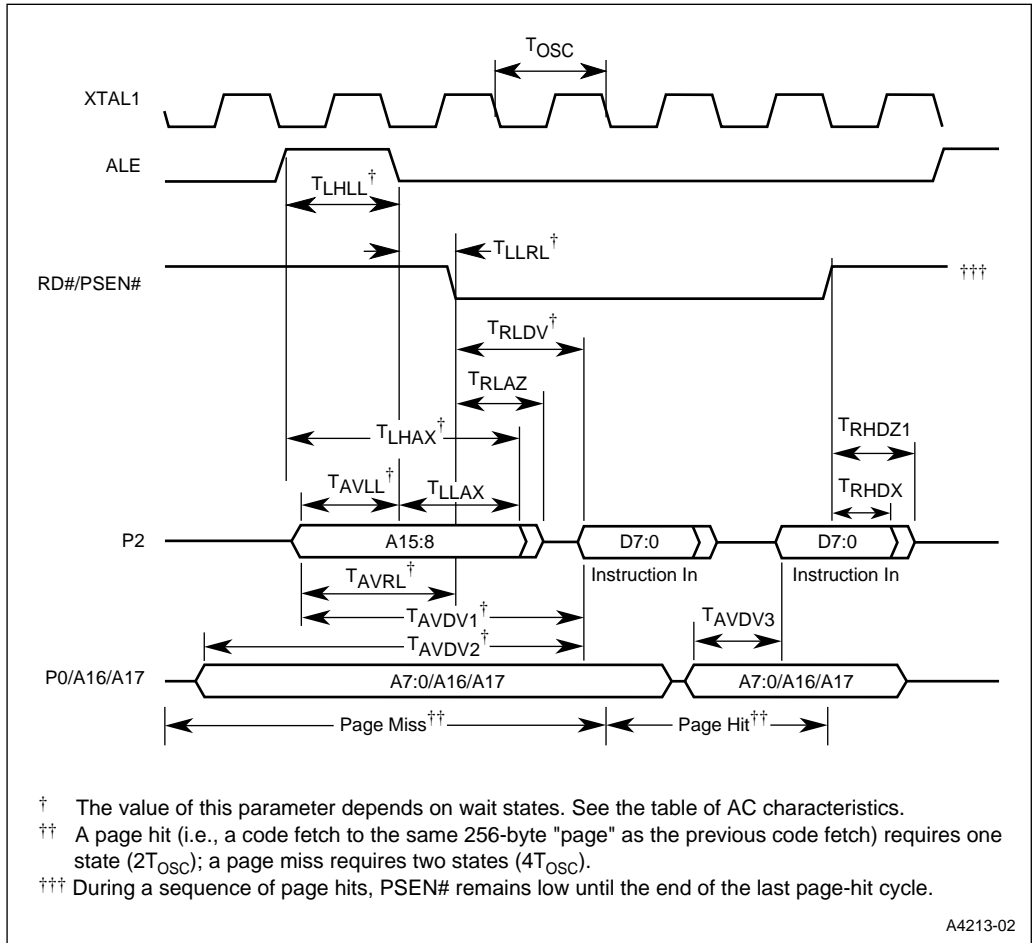 TOSC
XTAL1
ALE
TLHLL†
TLLRL†
RD#/PSEN#
†††
TRLDV†
TRLAZ
TLHAX†
TRHDZ1
TAVLL†
TLLAX
TRHDX
P2
A15:8
D7:0
D7:0
Instruction In
Instruction In
TAVRL†
TAVDV1†
TAVDV3
TAVDV2†
P0/A16/A17
A7:0/A16/A17
A7:0/A16/A17
Page Miss††
Page Hit††
† The value of this parameter depends on wait states. See the table of AC characteristics.
†† A page hit (i.e., a code fetch to the same 256-byte "page" as the previous code fetch) requires one
state (2TOSC); a page miss requires two states (4TOSC).
††† During a sequence of page hits, PSEN# remains low until the end of the last page-hit cycle.
A4213-02